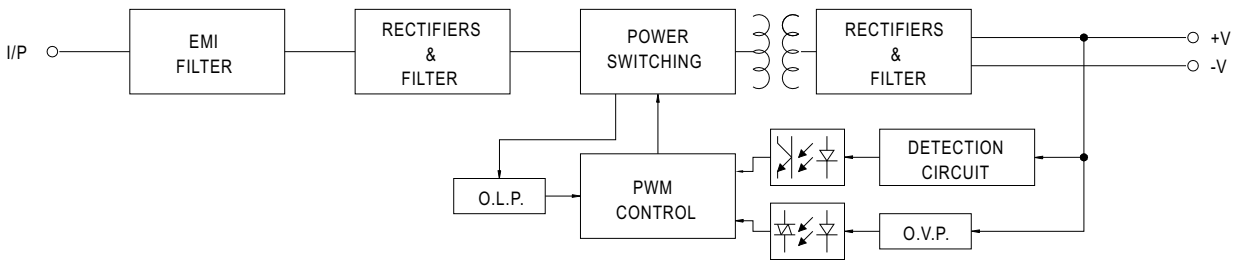 I/P
EMI
FILTER
RECTIFIERS
&
FILTER
POWER
SWITCHING
RECTIFIERS
&
FILTER
+V
-V
DETECTION
CIRCUIT
O.L.P.
PWM
CONTROL
O.V.P.